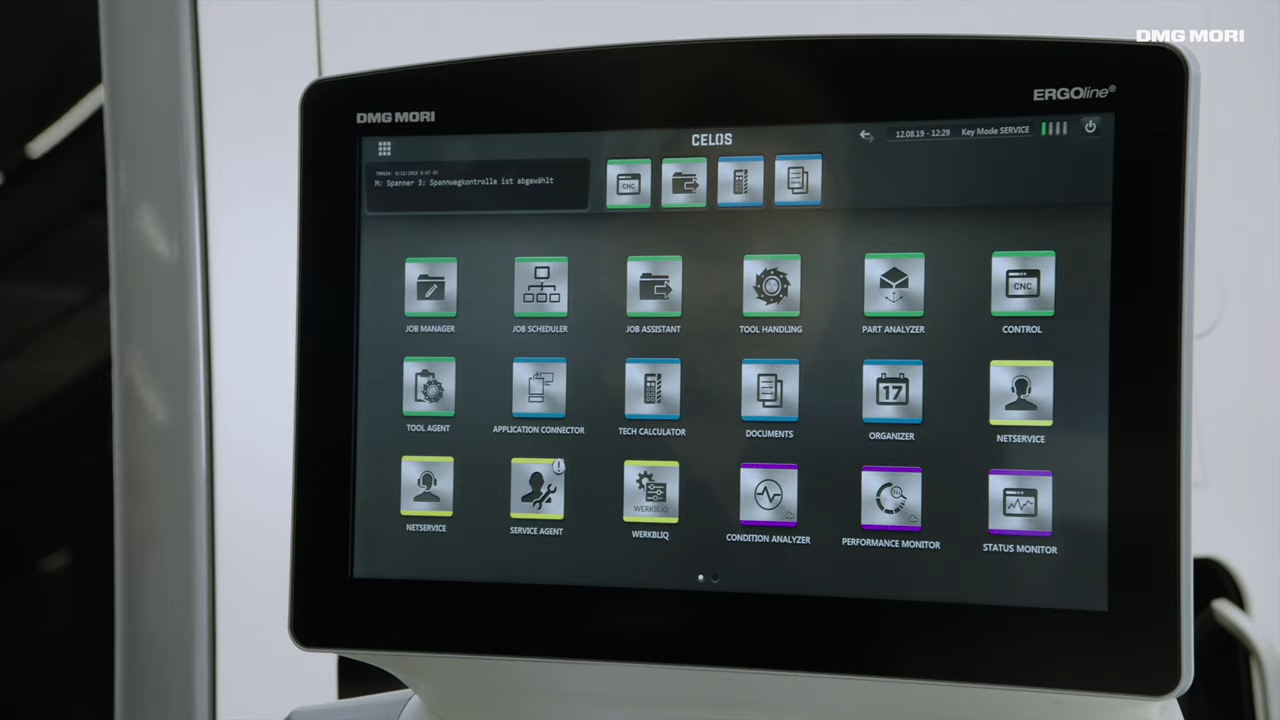 DMG MORI
ERGOline®
DMG MORI
CELOS
12.08.19 - 12:29 Key Mode SERVICE
M: Spanner 3: Spannwegkontrolle ist abgewählt
CNC
JOB MANAGER JOB SCHEDULER JOB ASSISTANT TOOL HANDLING PART ANALYZER CONTROL
CNC
TOOL AGENT APPLICATION CONNECTOR TECH CALCULATOR DOCUMENTS ORGANIZER NETSERVICE
17
NETSERVICE SERVICE AGENT WERKBLIQ CONDITION ANALYZER PERFORMANCE MONITOR STATUS MONITOR
WERKBLIQ